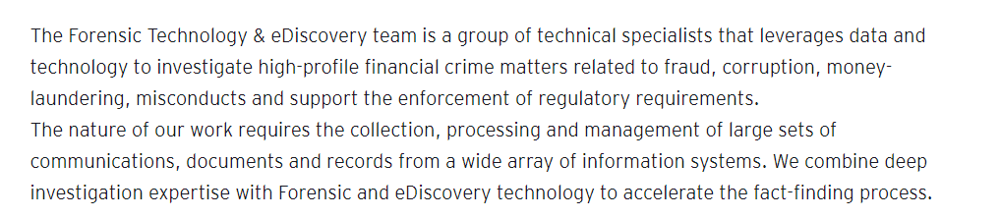 The Forensic Technology & eDiscovery team is a group of technical specialists that leverages data and
technology to investigate high-profile financial crime matters related to fraud, corruption, money-
laundering, misconducts and support the enforcement of regulatory requirements.
The nature of our work requires the collection, processing and management of large sets of
communications, documents and records from a wide array of information systems. We combine deep
investigation expertise with Forensic and eDiscovery technology to accelerate the fact-finding process.